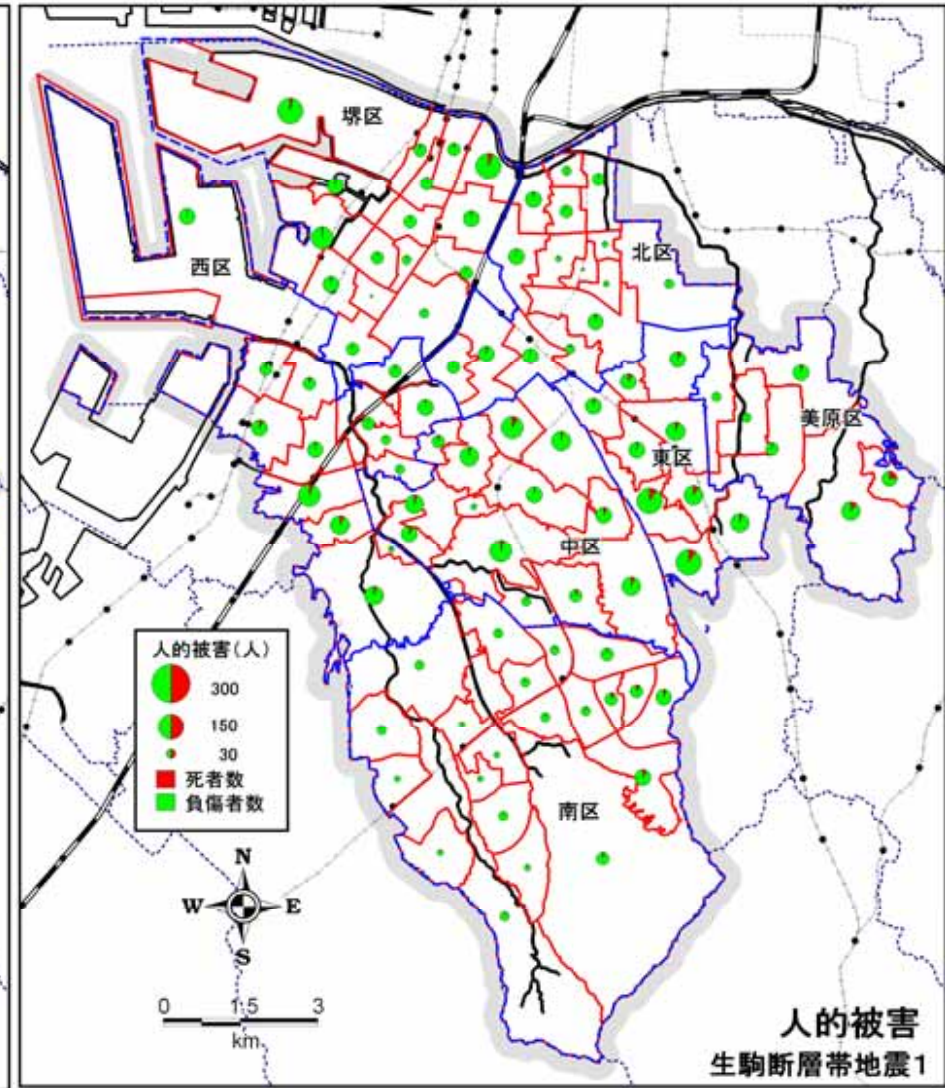 堺区
西区
北区
美原区
東区
中区
人的被害(人)
300
150
30
死者数
負傷者数
南区
N
W E
S
0 1.5 3
km
人的被害
生駒断層帯地震1